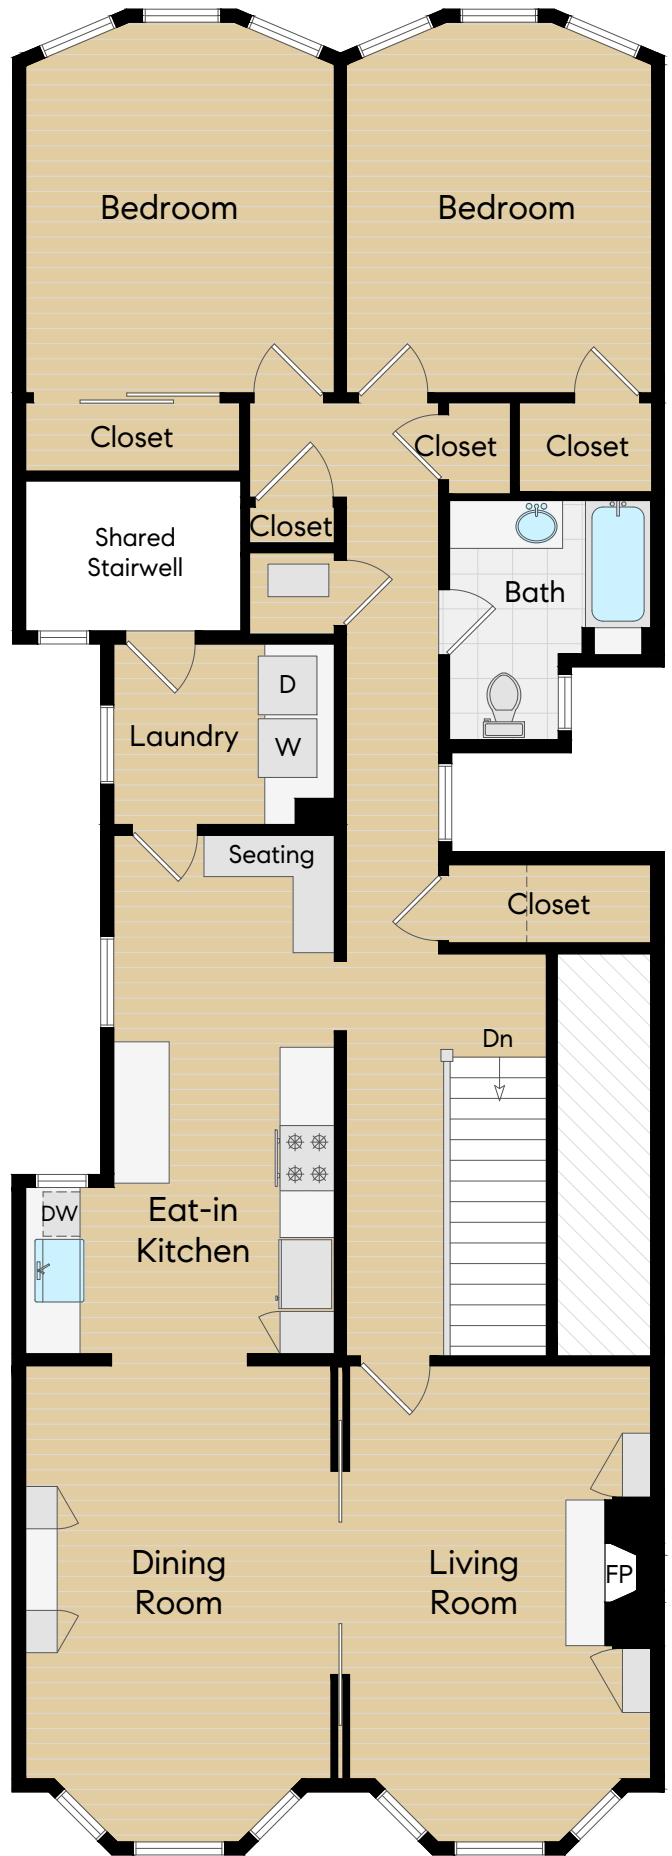 Bedroom
Bedroom
Closet
Closet
Closet
Closet
Shared
Stairwell
Bath
D
Laundry
W
Seating
Closet
Dn
DW
Eat-in
Kitchen
Dining
Room
Living
Room
FP